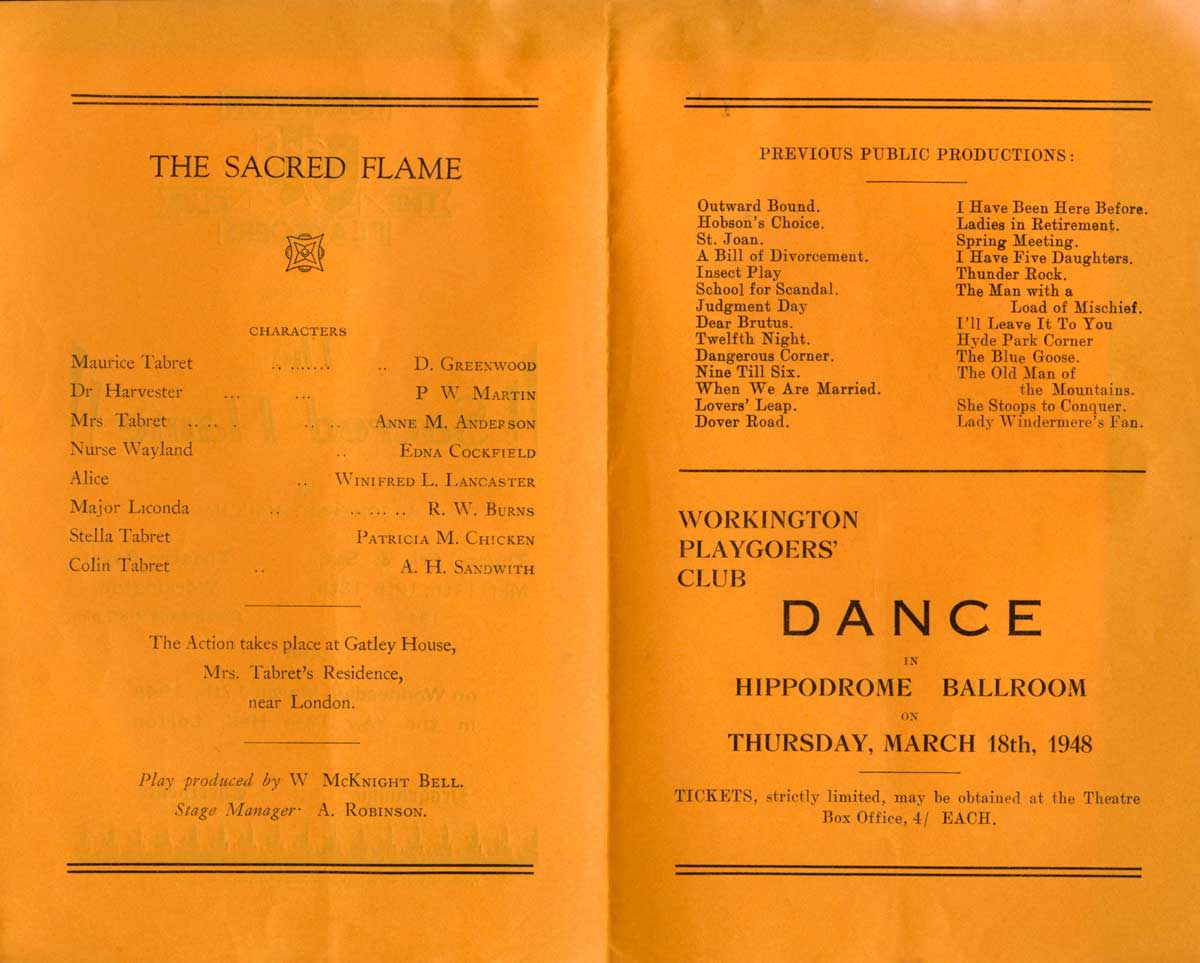 THE SACRED FLAME
CHARACTERS
Maurice Tabret .. ....... .. D. GREENWOOD
Dr Harvester ... ... P W MARTIN
Mrs Tabret .. .. . .. .. ANNE M. ANDERSON
Nurse Wayland .. EDNA COCKFIELD
Alice .. WINIFRED L. LANCASTER
Major Liconda .. .. ... .. R. W. BURNS
Stella Tabret PATRICIA M. CHICKEN
Colin Tabret .. A. H. SANDWITH
The Action takes place at Gatley House,
Mrs. Tabret's Residence,
near London.
Play produced by W McKNIGHT BELL.
Stage Manager· A. ROBINSON.
PREVIOUS PUBLIC PRODUCTIONS:
Outward Bound.
Hobson's Choice.
St. Joan.
A Bill of Divorcement.
Insect Play
School for Scandal.
Judgment Day
Dear Brutus.
Twelfth Night.
Dangerous Corner.
Nine Till Six.
When We Are Married.
Lovers' Leap.
Dover Road.
I Have Been Here Before.
Ladies in Retirement.
Spring Meeting.
I Have Five Daughters.
Thunder Rock.
The Man with a
Load of Mischief.
I'll Leave It To You
Hyde Park Corner
The Blue Goose.
The Old Man of
the Mountains.
She Stoops to Conquer.
Lady Windermere's Fan.
WORKINGTON
PLAYGOERS'
CLUB
DANCE
IN
HIPPODROME BALLROOM
ON
THURSDAY, MARCH 18th, 1948
TICKETS, strictly limited, may be obtained at the Theatre
Box Office, 4/ EACH.